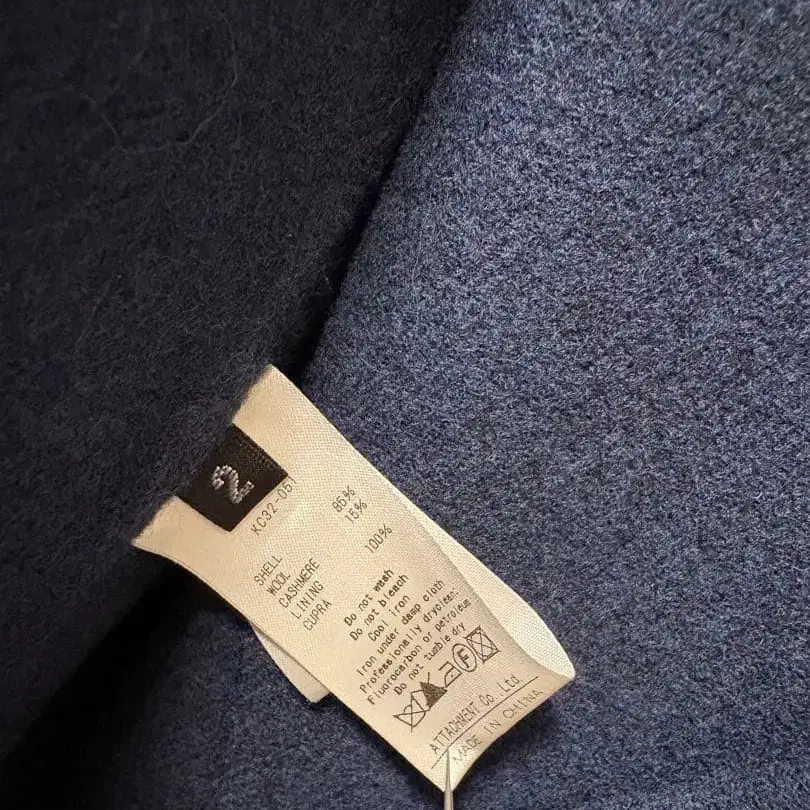 2
KC32-051
SHELL
WOOL 85%
CASHMERE 15%
LINING
CUPRA 100%
Do not wash
Do not bleach
Cool iron
Iron under damp cloth
Professionally dryclean:
Fluorocarbon or petroleum
Do not tumble dry
F
ATTACHMENT Co.,Ltd.
MADE IN CHINA